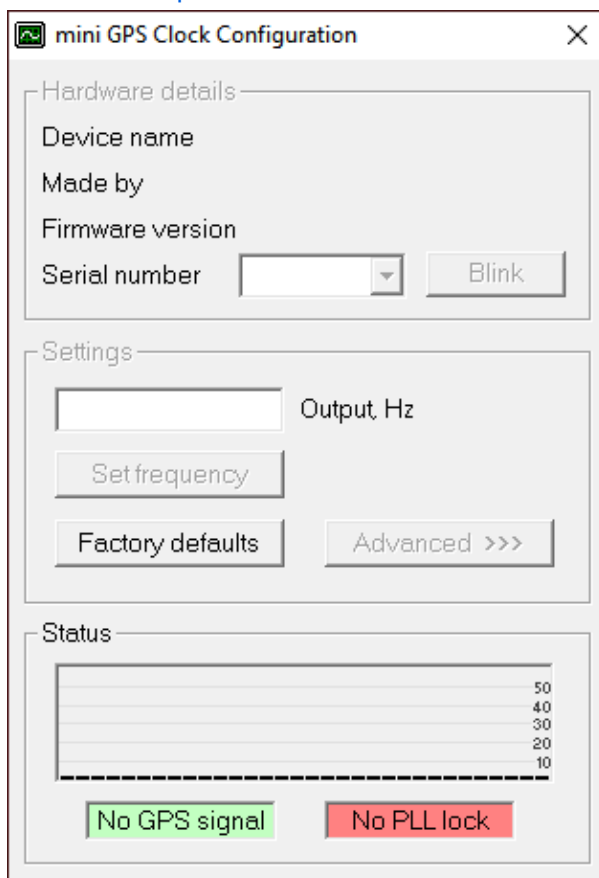 mini GPS Clock Configuration
Hardware details
Device name
Made by
Firmware version
Serial number Blink
Settings
Output, Hz
Set frequency
Factory defaults Advanced >>>
Status
50
40
30
20
10
No GPS signal No PLL lock